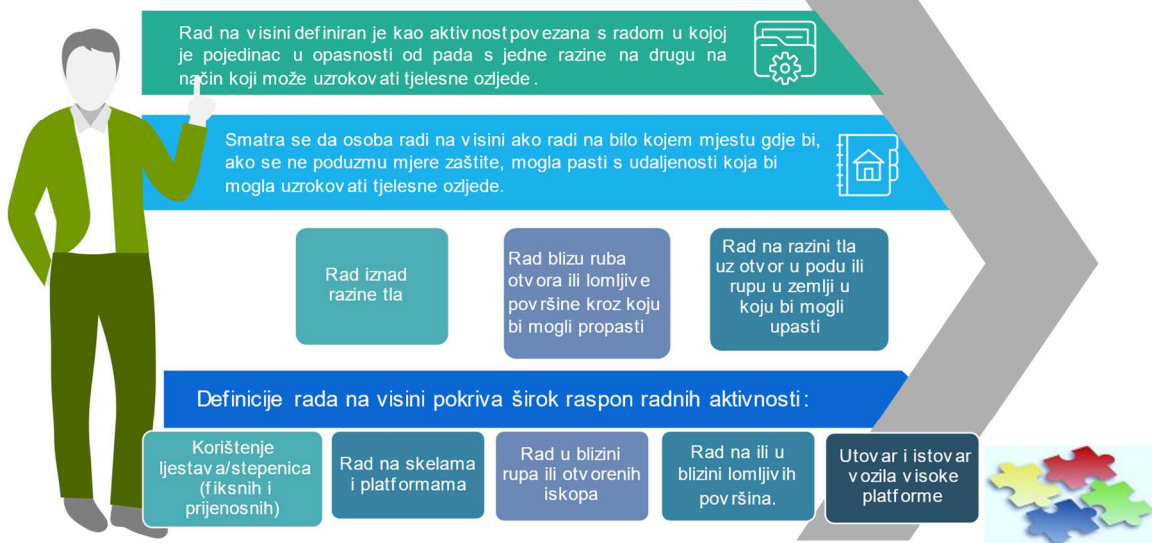 Rad na visini definiran je kao aktivnost povezana s radom u kojoj
je pojedinac u opasnosti od pada s jedne razine na drugu na
način koji može uzrokovati tjelesne ozljede.
Smatra se da osoba radi na visini ako radi na bilo kojem mjestu gdje bi,
ako se ne poduzmu mjere zaštite, mogla pasti s udaljenosti koja bi
mogla uzrokovati tjelesne ozljede.
Rad iznad
razine tla
Rad blizu ruba
otvora ili lomljive
površine kroz koju
bi mogli propasti
Rad na razini tla
uz otvor u podu ili
rupu u zemlji u
koju bi mogli
upasti
Definicije rada na visini pokriva širok raspon radnih aktivnosti:
Korištenje
ljestava/stepenica
(fiksnih i
prijenosnih)
Rad na skelama
i platformama
Rad u blizini
rupa ili otvorenih
iskopa
Rad na ili u
blizini lomljivih
površina.
Utovar i istovar
vozila visoke
platforme